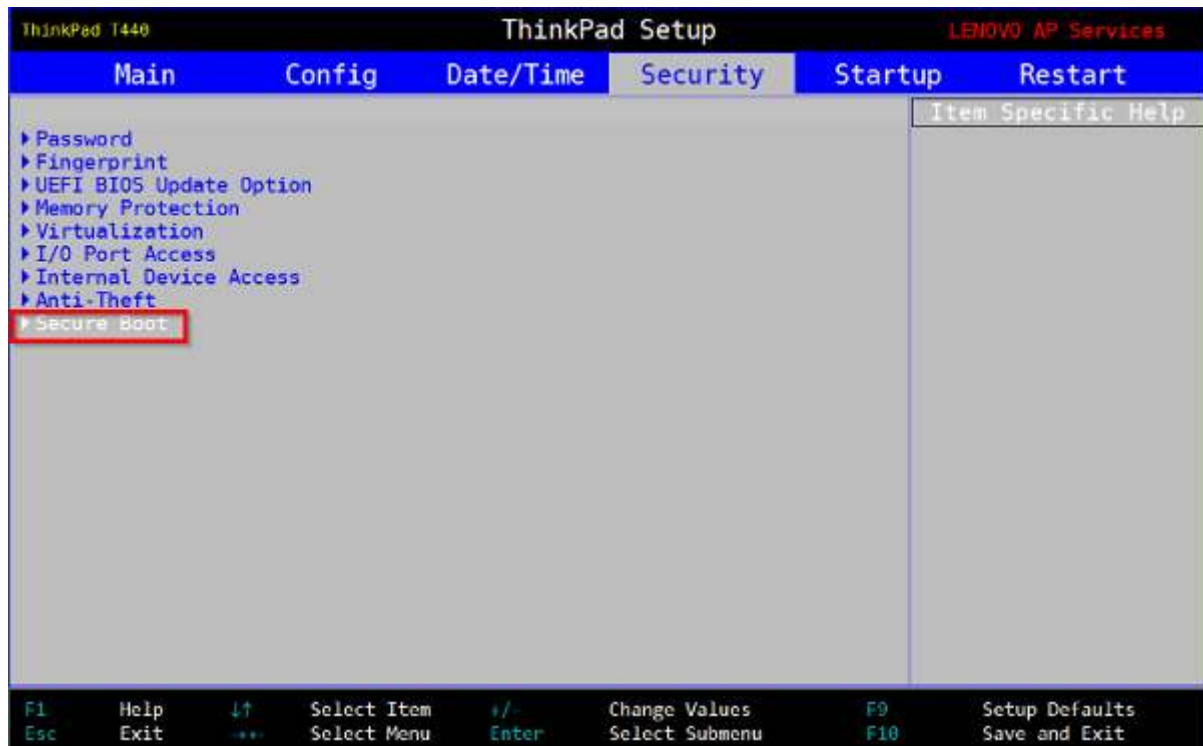 ThinkPad T440 ThinkPad Setup LENOVO AP Services
Main Config Date/Time Security Startup Restart
Item Specific Help
Password
Fingerprint
UEFI BIOS Update Option
Memory Protection
Virtualization
I/O Port Access
Internal Device Access
Anti-Theft
Secure Boot
F1 Help ↓↑ Select Item +/- Change Values F9 Setup Defaults
Esc Exit Select Menu Enter Select Submenu F10 Save and Exit